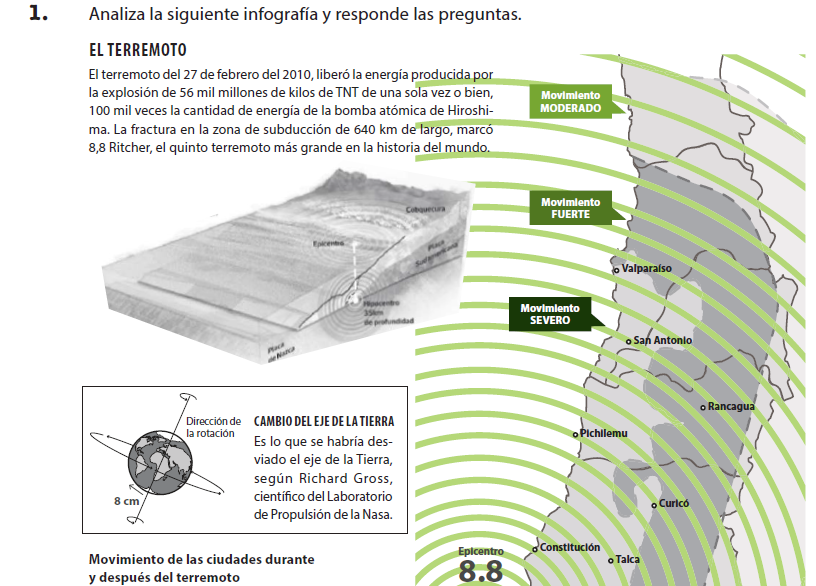 1. Analiza la siguiente infografía y responde las preguntas.
EL TERREMOTO
El terremoto del 27 de febrero del 2010, liberó la energía producida por
la explosión de 56 mil millones de kilos de TNT de una sola vez o bien,
100 mil veces la cantidad de energía de la bomba atómica de Hiroshi-
ma. La fractura en la zona de subducción de 640 km de largo, marcó
8,8 Ritcher, el quinto terremoto más grande en la historia del mundo.
Cobquecura
Epicentro
Placa
Sudamericana
Hipocentro
35km
de profundidad
Placa
de Nazca
Dirección de
la rotación
8 cm
CAMBIO DEL EJE DE LA TIERRA
Es lo que se habría des-
viado el eje de la Tierra,
según Richard Gross,
científico del Laboratorio
de Propulsión de la Nasa.
Movimiento de las ciudades durante
y después del terremoto
Movimiento
MODERADO
Movimiento
FUERTE
Valparaíso
Movimiento
SEVERO
San Antonio
Rancagua
Pichilemu
Curicó
Constitución
Talca
Epicentro
8.8